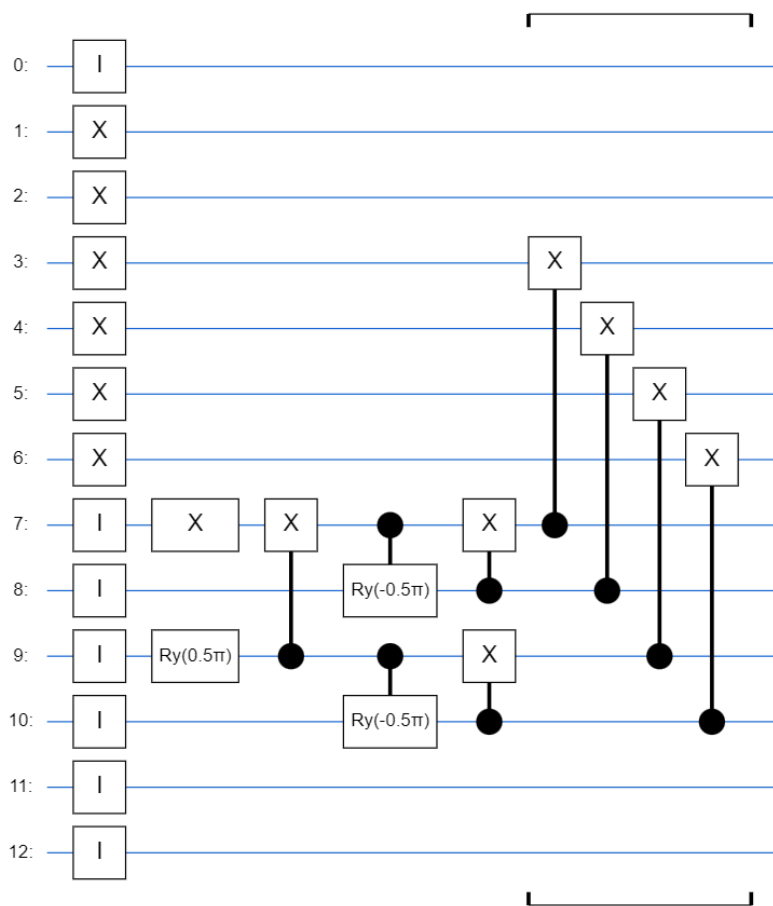 0: I
1: X
2: X
3: X X
4: X X
5: X X
6: X X
7: I X X X
8: I Ry(-0.5π)
9: I Ry(0.5π) X
10: I Ry(-0.5π)
11: I
12: I